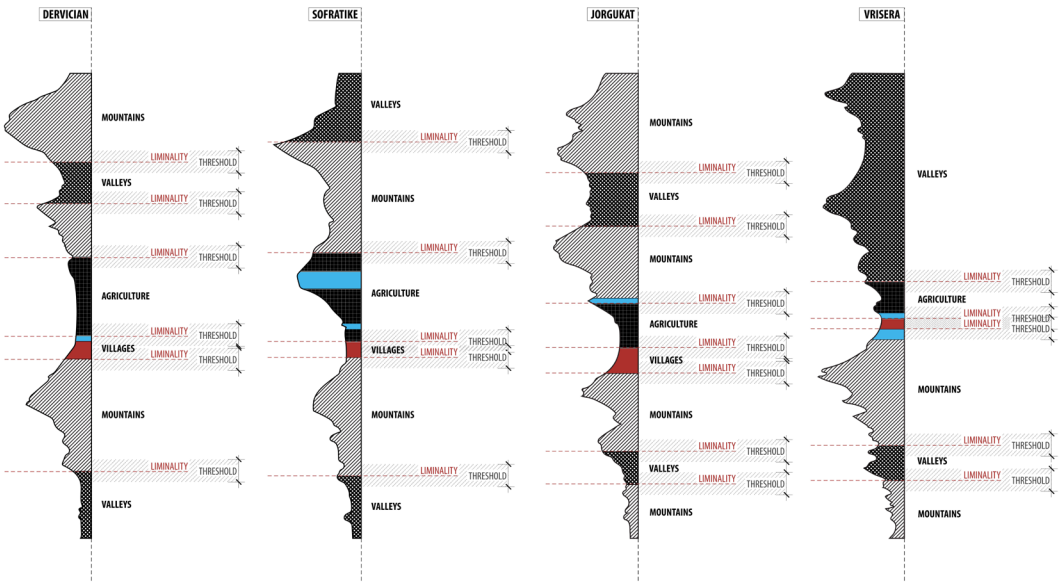 DERVICIAN
MOUNTAINS
LIMINALITY THRESHOLD
VALLEYS
LIMINALITY THRESHOLD
LIMINALITY THRESHOLD
AGRICULTURE
LIMINALITY THRESHOLD
VILLAGES
LIMINALITY THRESHOLD
MOUNTAINS
LIMINALITY THRESHOLD
VALLEYS
SOFRATIKE
VALLEYS
LIMINALITY THRESHOLD
MOUNTAINS
LIMINALITY THRESHOLD
AGRICULTURE
LIMINALITY THRESHOLD
VILLAGES LIMINALITY THRESHOLD
MOUNTAINS
LIMINALITY THRESHOLD
VALLEYS
JORGUKAT
MOUNTAINS
LIMINALITY THRESHOLD
VALLEYS
LIMINALITY THRESHOLD
MOUNTAINS
LIMINALITY THRESHOLD
AGRICULTURE
LIMINALITY THRESHOLD
VILLAGES
LIMINALITY THRESHOLD
MOUNTAINS
LIMINALITY THRESHOLD
VALLEYS
LIMINALITY THRESHOLD
MOUNTAINS
VRISERA
VALLEYS
LIMINALITY THRESHOLD
AGRICULTURE
LIMINALITY THRESHOLD
LIMINALITY THRESHOLD
MOUNTAINS
LIMINALITY THRESHOLD
VALLEYS
LIMINALITY THRESHOLD
MOUNTAINS